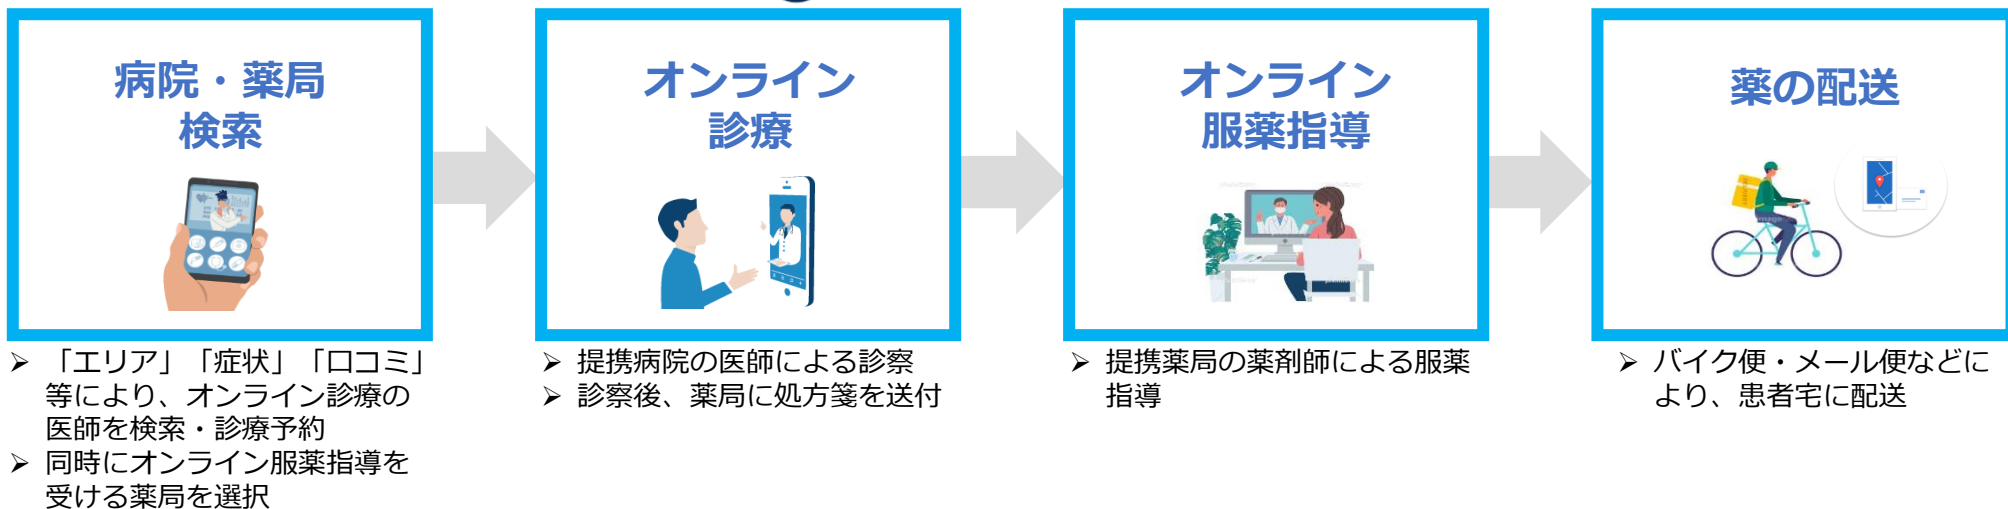 病院・薬局
検索
オンライン
診療
オンライン
服薬指導
薬の配送
➢ 「エリア」「症状」「口コミ」
等により、オンライン診療の
医師を検索・診療予約
➢ 同時にオンライン服薬指導を
受ける薬局を選択
➢ 提携病院の医師による診察
➢ 診察後、薬局に処方箋を送付
➢ 提携薬局の薬剤師による服薬
指導
➢ バイク便・メール便などに
より、患者宅に配送